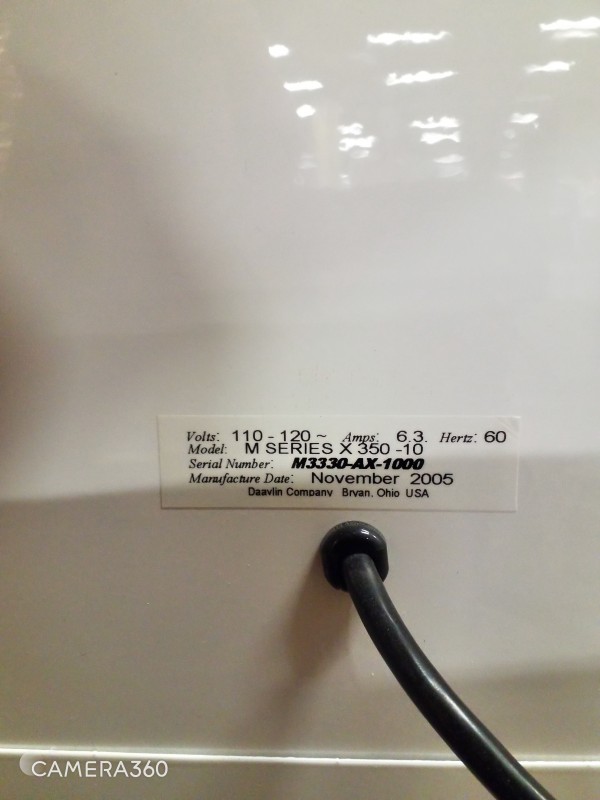 Volts: 110 - 120 ~ Amps: 6.3. Hertz: 60
Model: M SERIES X 350 -10
Serial Number: M3330-AX-1000
Manufacture Date: November 2005
Daavlin Company Bryan, Ohio USA
CAMERA360